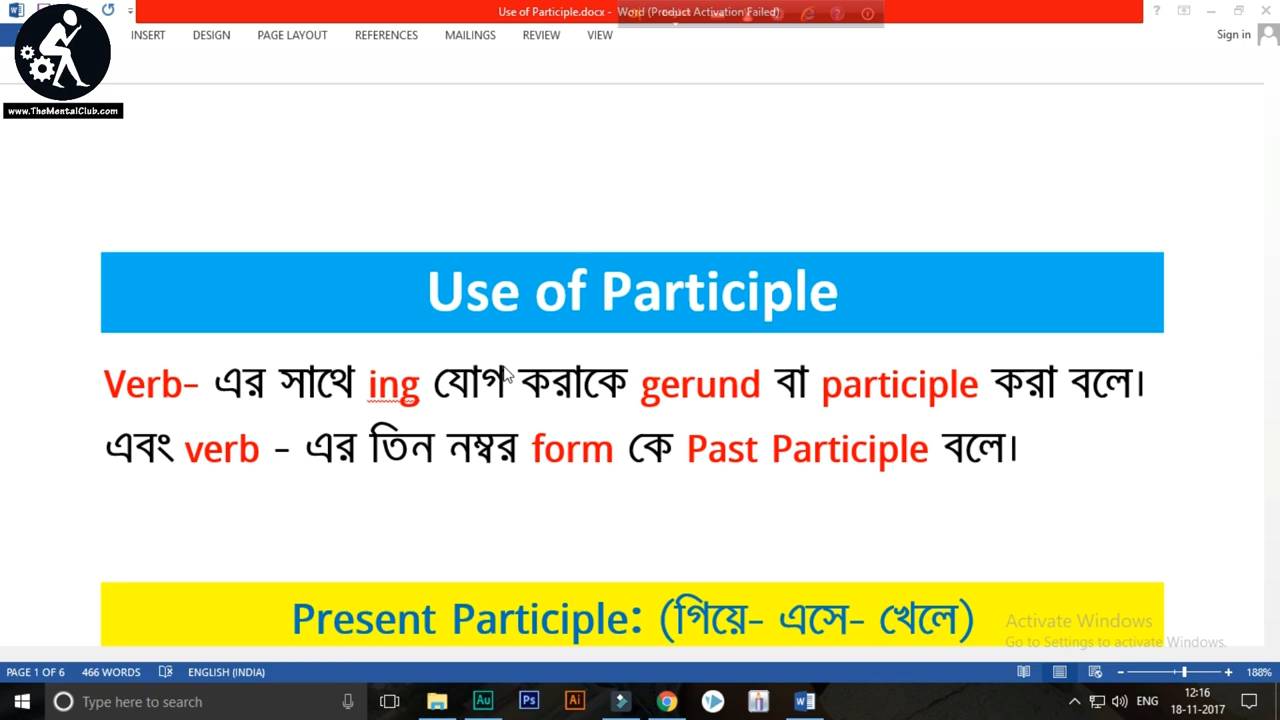 Use of Participle.docx - Word (Product Activation Failed)
INSERT DESIGN PAGE LAYOUT REFERENCES MAILINGS REVIEW VIEW Sign in
www.TheMentalClub.com
Use of Participle
Verb- এর সাথে ing যোগ করাকে gerund বা participle করা বলে।
এবং verb - এর তিন নম্বর form কে Past Participle বলে।
Present Participle: (গিয়ে- এসে- খেলে)
Activate Windows
Go to Settings to activate Windows.
PAGE 1 OF 6 466 WORDS ENGLISH (INDIA) 188%
Type here to search Au Ps Ai ENG 12:16
18-11-2017